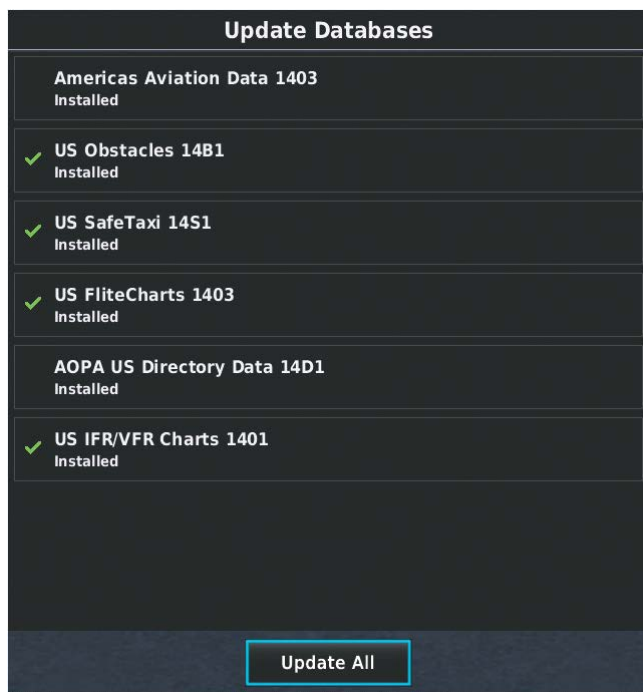 Update Databases
Americas Aviation Data 1403
Installed
US Obstacles 14B1
Installed
US SafeTaxi 14S1
Installed
US FliteCharts 1403
Installed
AOPA US Directory Data 14D1
Installed
US IFR/VFR Charts 1401
Installed
Update All